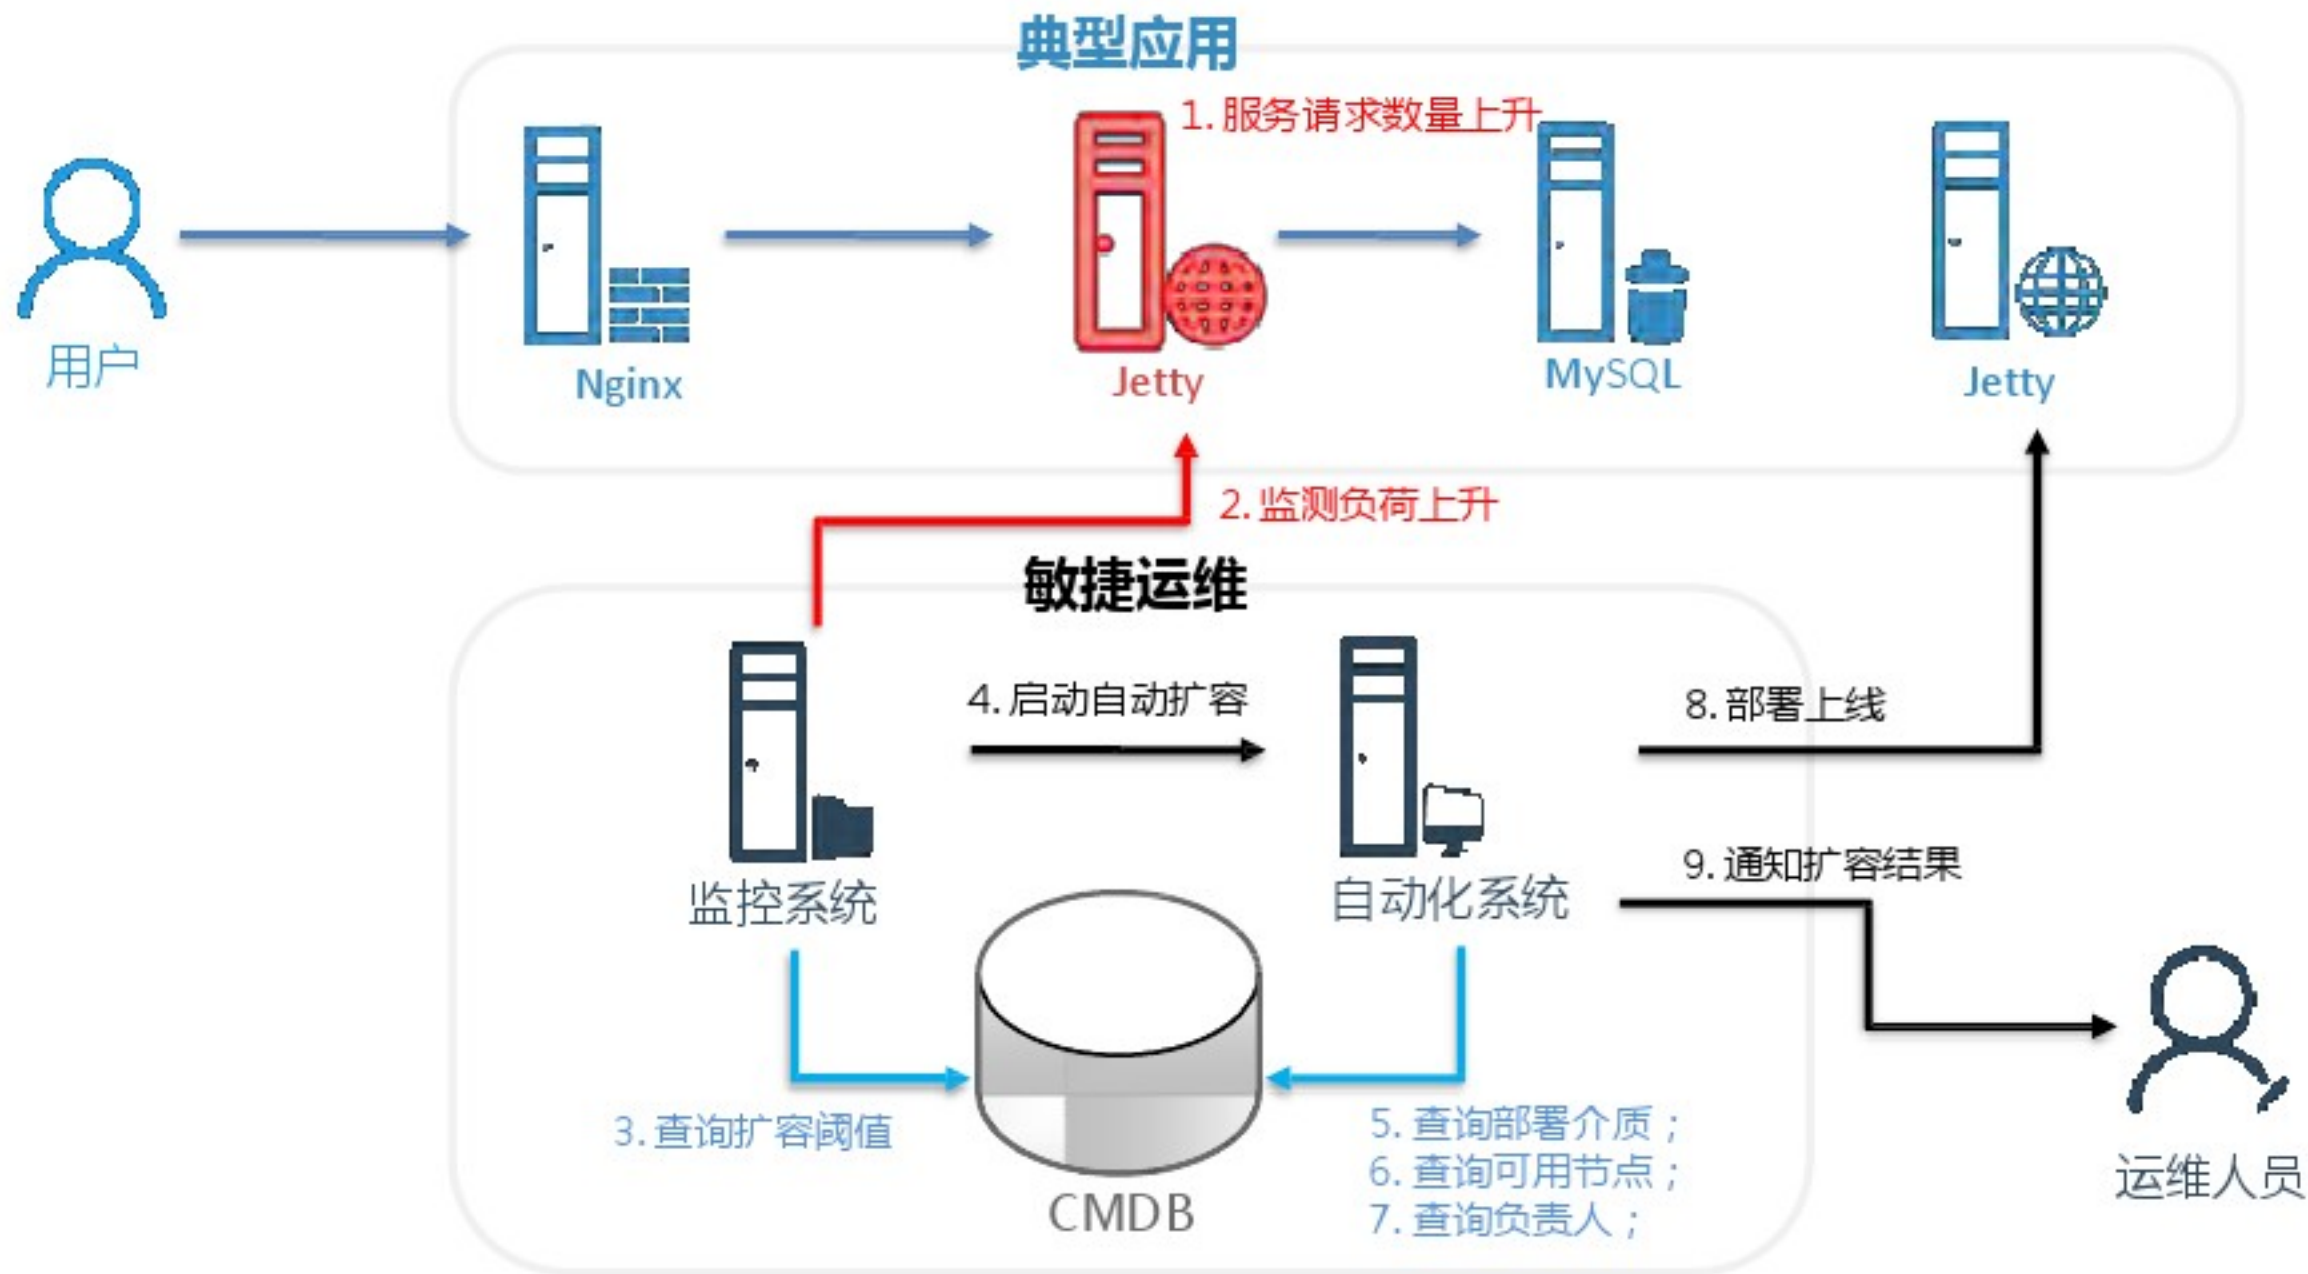 典型应用
1. 服务请求数量上升
用户
Nginx
Jetty
MySQL
Jetty
2. 监测负荷上升
敏捷运维
4. 启动自动扩容
8. 部署上线
9. 通知扩容结果
监控系统
自动化系统
3. 查询扩容阈值
CMDB
5. 查询部署介质；
6. 查询可用节点；
7. 查询负责人；
运维人员